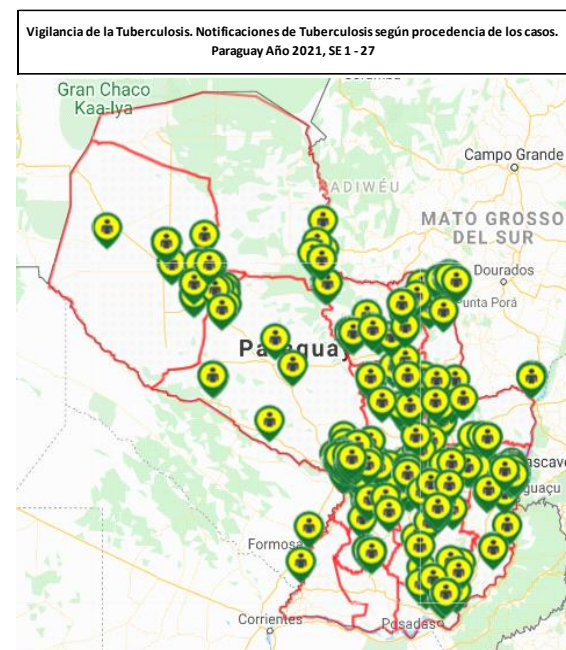 Vigilancia de la Tuberculosis. Notificaciones de Tuberculosis según procedencia de los casos.
Paraguay Año 2021, SE 1 - 27
Gran Chaco
Kaa-Iya
Campo Grande
MATO GROSSO
DEL SUR
Dourados
Formosa
Corrientes
Posadas